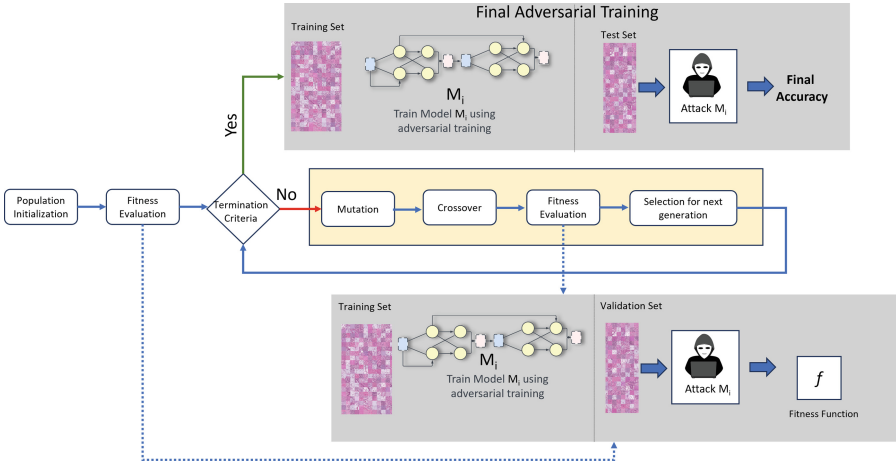 Final Adversarial Training
Training Set
Test Set
M i
Train Model M i using
adversarial training
Attack M i
Final
Accuracy
Yes
No
Population
Initialization
Fitness
Evaluation
Termination
Criteria
Mutation
Crossover
Fitness
Evaluation
Selection for next
generation
Training Set
M i
Train Model M i using
adversarial training
Validation Set
Attack M i
f
Fitness Function